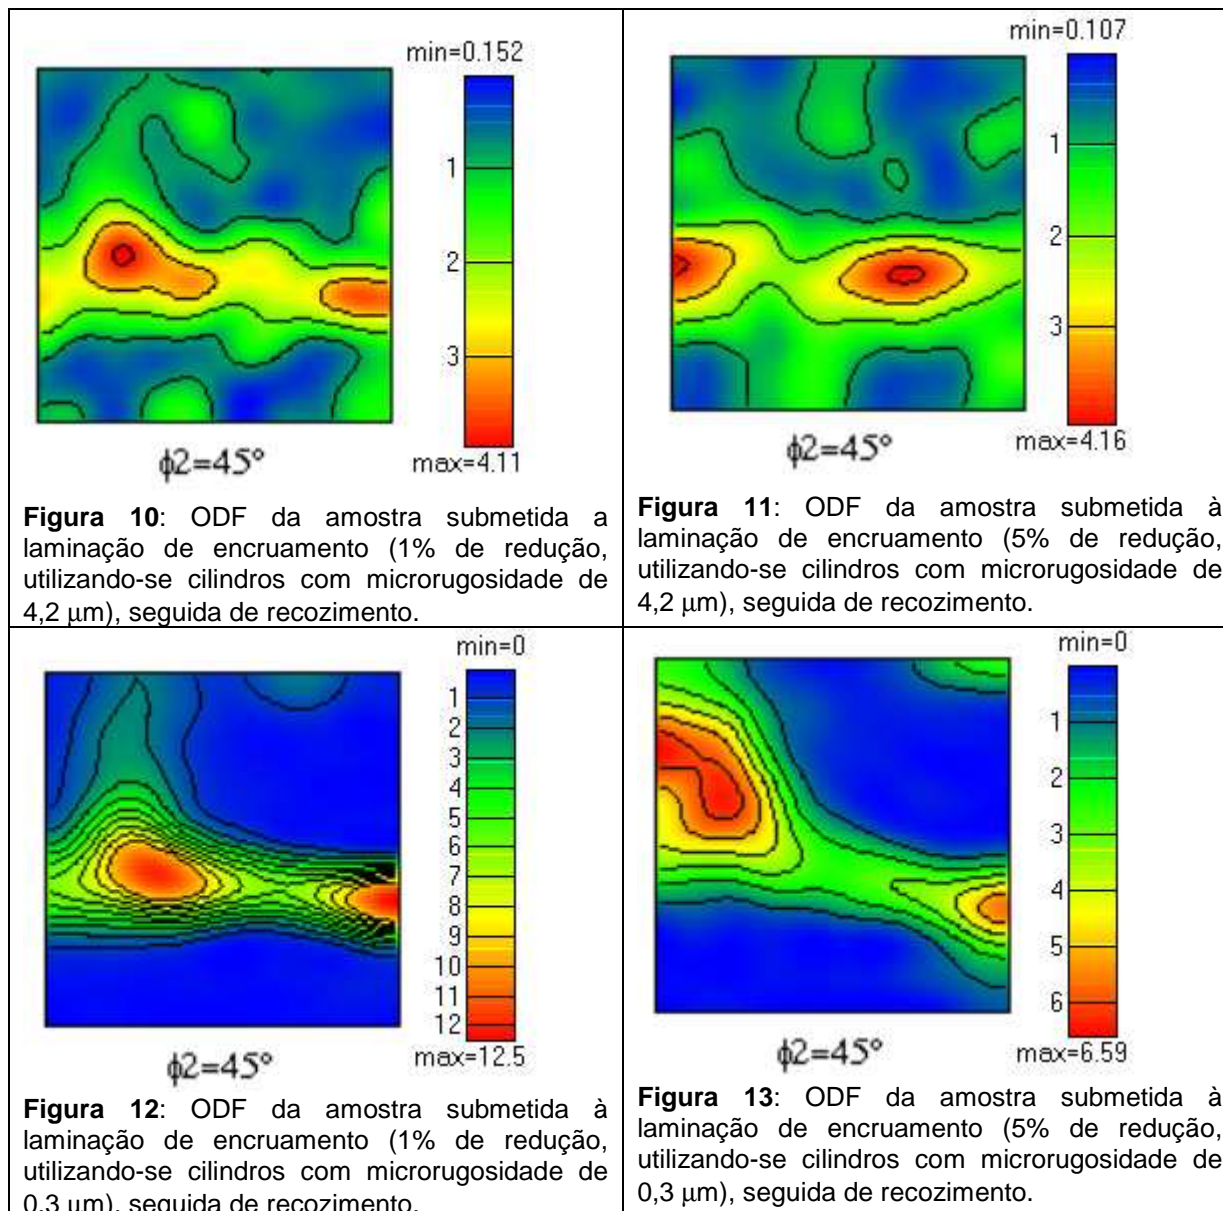 min=0.152
1
2
3
max=4.11
ϕ2=45°
Figura 10: ODF da amostra submetida a
laminação de encruamento (1% de redução,
utilizando-se cilindros com microrugosidade de
4,2 μm), seguida de recozimento.
min=0.107
1
2
3
max=4.16
ϕ2=45°
Figura 11: ODF da amostra submetida à
laminação de encruamento (5% de redução,
utilizando-se cilindros com microrugosidade de
4,2 μm), seguida de recozimento.
min=0
1
2
3
4
5
6
7
8
9
10
11
12
max=12.5
ϕ2=45°
Figura 12: ODF da amostra submetida à
laminação de encruamento (1% de redução,
utilizando-se cilindros com microrugosidade de
0,3 μm), seguida de recozimento.
min=0
1
2
3
4
5
6
max=6.59
ϕ2=45°
Figura 13: ODF da amostra submetida à
laminação de encruamento (5% de redução,
utilizando-se cilindros com microrugosidade de
0,3 μm), seguida de recozimento.